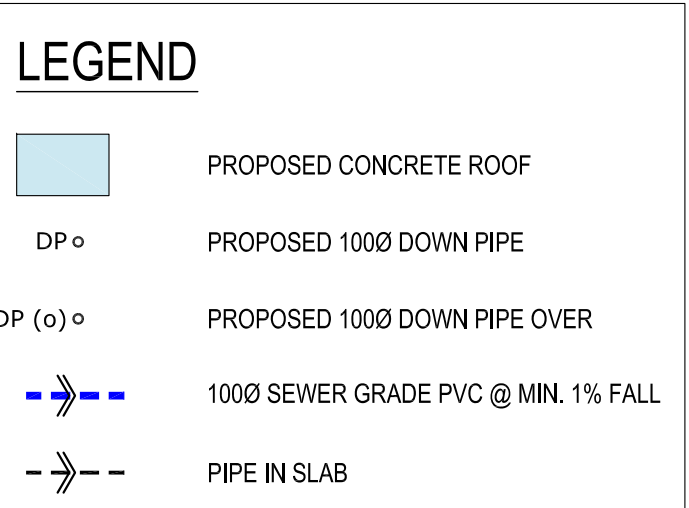 LEGEND
PROPOSED CONCRETE ROOF
DP PROPOSED 100Ø DOWN PIPE
DP (o) PROPOSED 100Ø DOWN PIPE OVER
100Ø SEWER GRADE PVC @ MIN. 1% FALL
PIPE IN SLAB